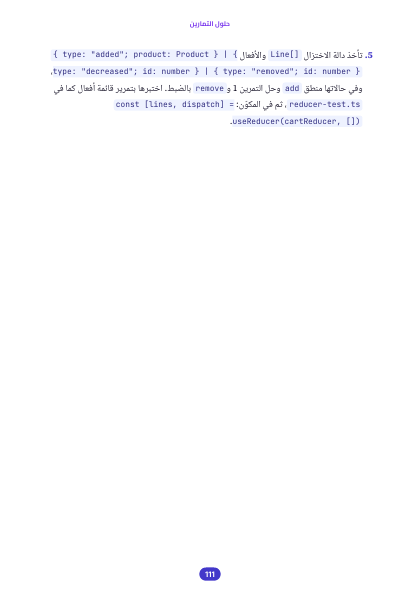 حلول التمارين
5. تأخذ دالة الاختزال Line[] والأفعال { type: "added"; product: Product } | {
type: "decreased"; id: number } | { type: "removed"; id: number }،
وفي حالاتها منطق add وحل التمرين 1 و remove بالضبط. اختبرها بتمرير قائمة أفعال كما في
reducer-test.ts. ثم في المكوّن: const [lines, dispatch] =
useReducer(cartReducer, []).
111